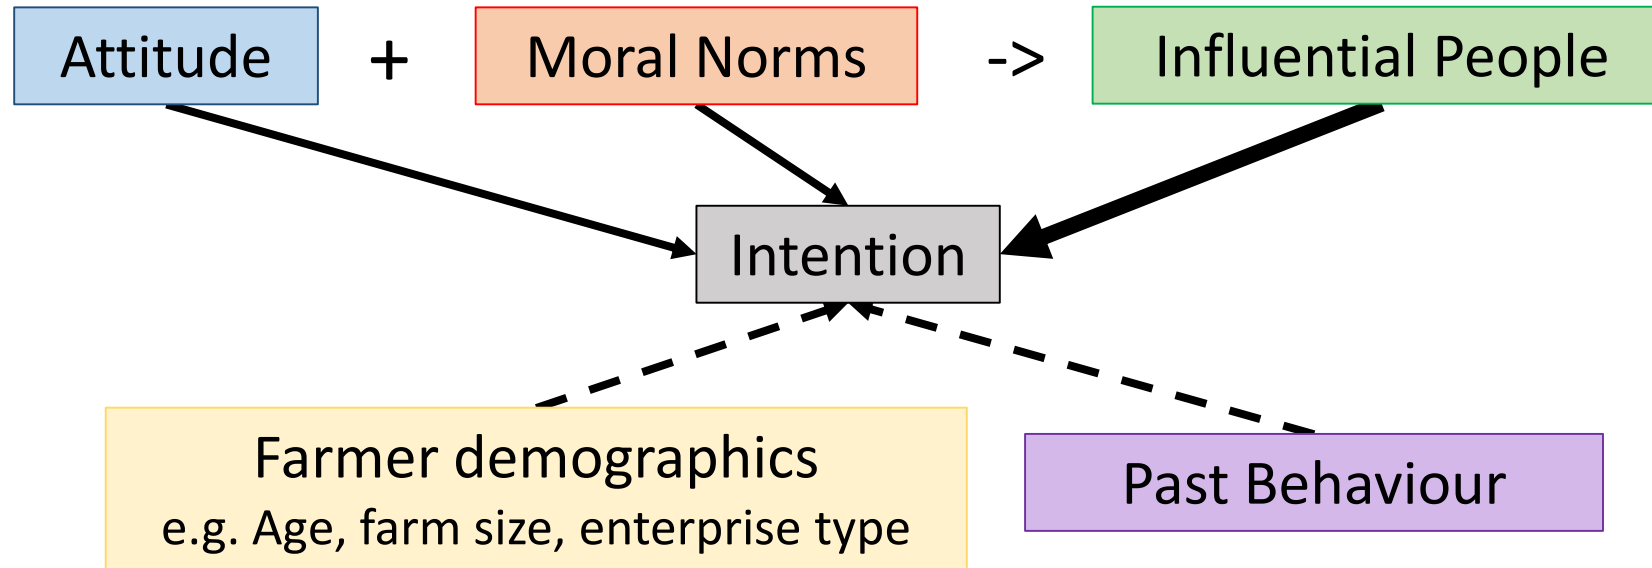 Attitude + Moral Norms -> Influential People
Intention
Farmer demographics
e.g. Age, farm size, enterprise type
Past Behaviour